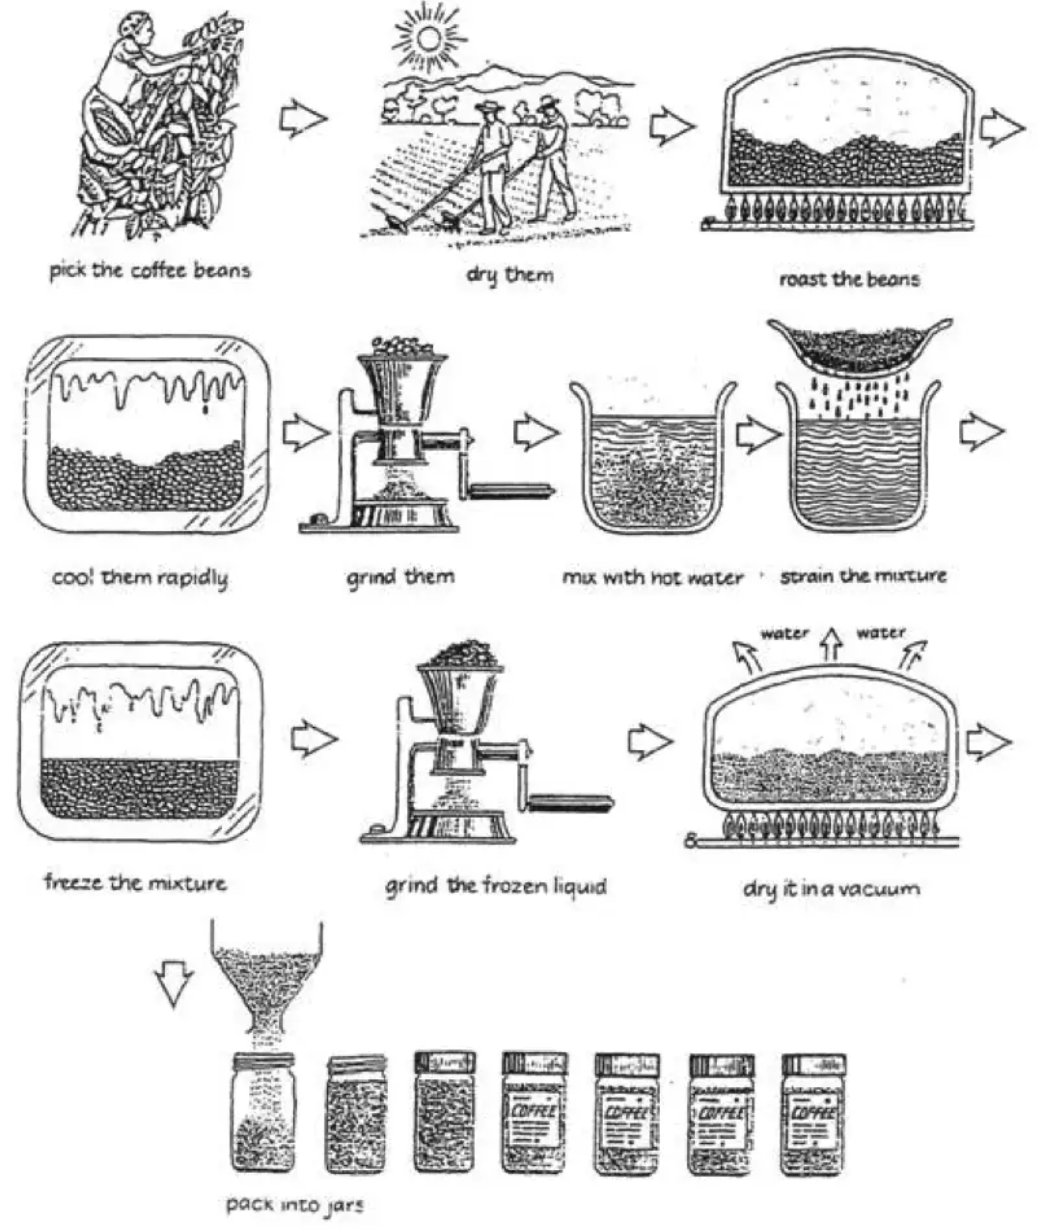 pick the coffee beans
dry them
roast the beans
cool them rapidly
grind them
mix with hot water
strain the mixture
water water
freeze the mixture
grind the frozen liquid
dry it in a vacuum
COFFEE
COFFEE
COFFEE
COFFEE
pack into jars